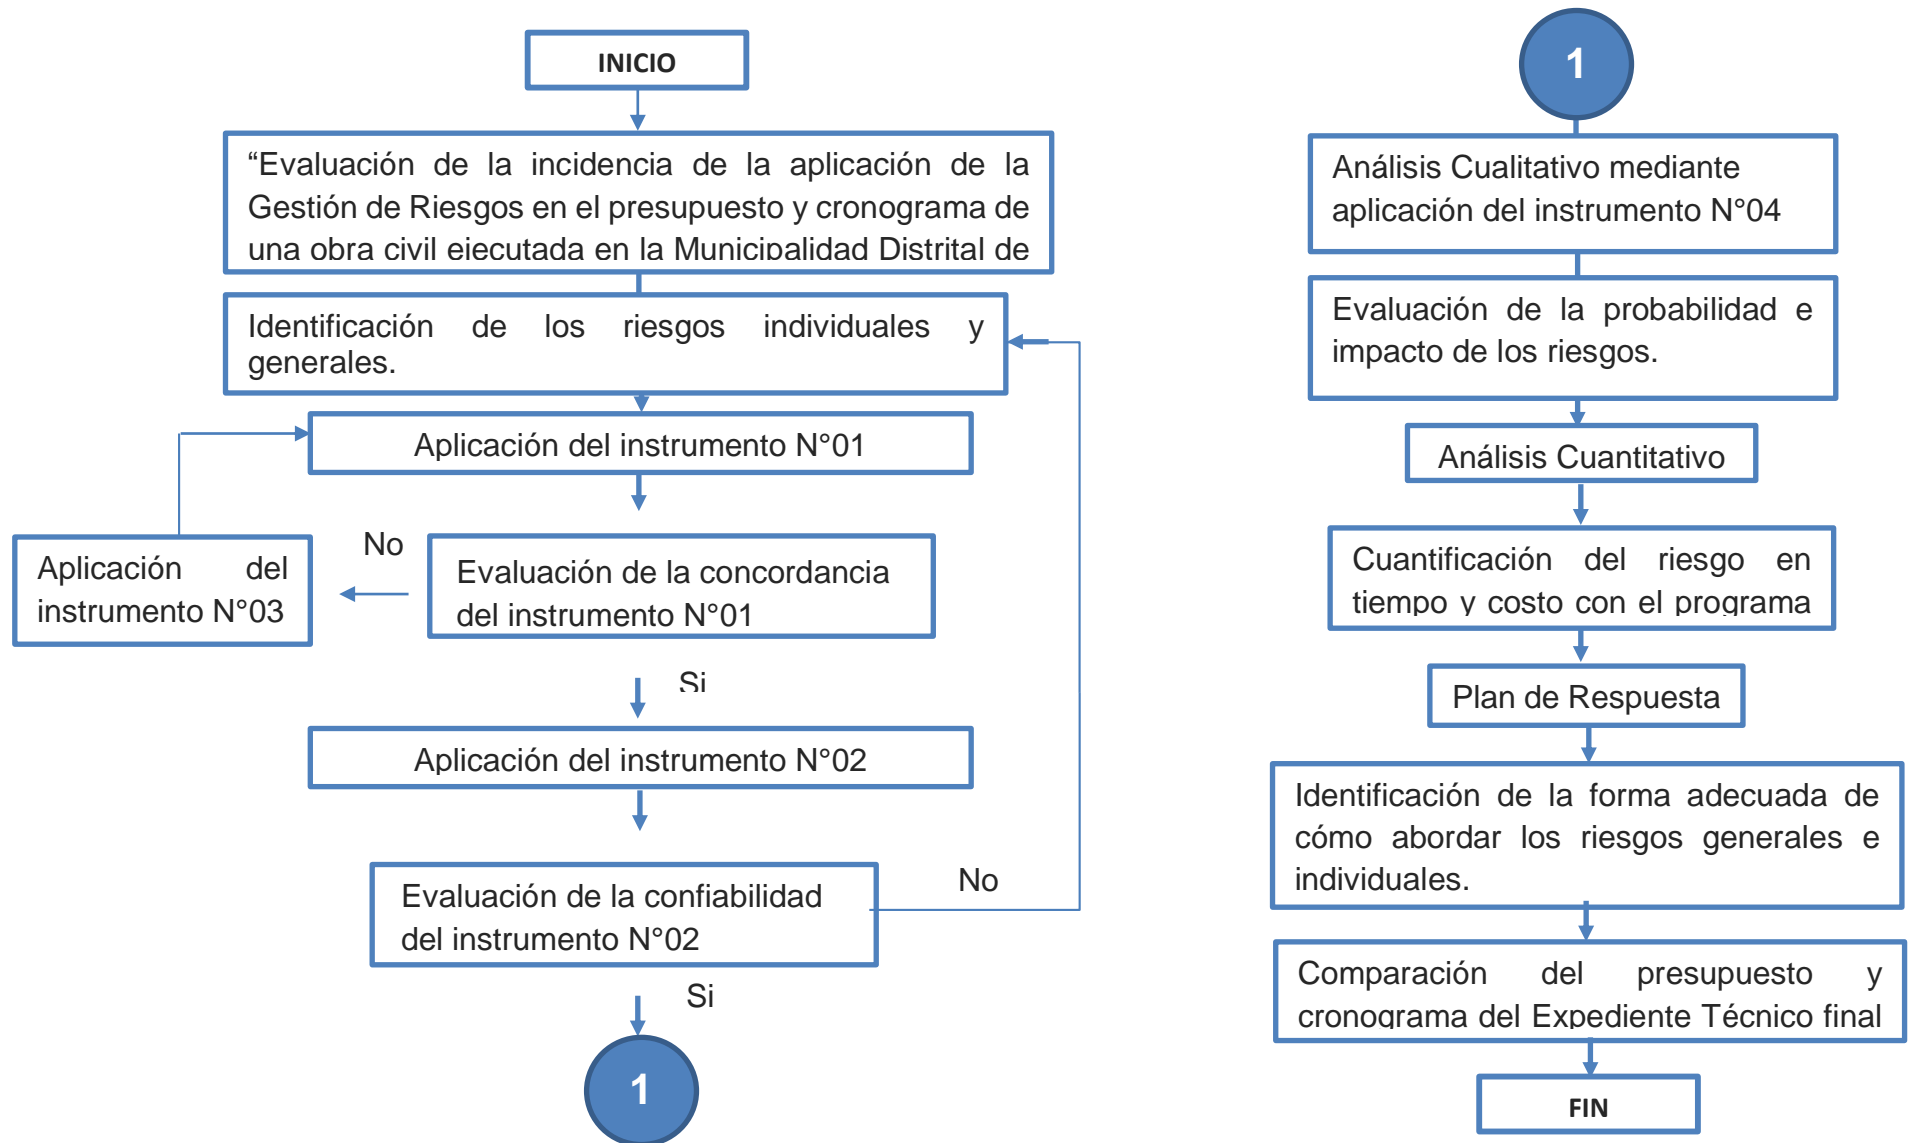 INICIO
“Evaluación de la incidencia de la aplicación de la
Gestión de Riesgos en el presupuesto y cronograma de
una obra civil ejecutada en la Municipalidad Distrital de
Identificación de los riesgos individuales y
generales.
Aplicación del instrumento N°01
No
Evaluación de la concordancia
del instrumento N°01
Aplicación del
instrumento N°03
Si
Aplicación del instrumento N°02
Evaluación de la confiabilidad
del instrumento N°02
No
Si
1
1
Análisis Cualitativo mediante
aplicación del instrumento N°04
Evaluación de la probabilidad e
impacto de los riesgos.
Análisis Cuantitativo
Cuantificación del riesgo en
tiempo y costo con el programa
Plan de Respuesta
Identificación de la forma adecuada de
cómo abordar los riesgos generales e
individuales.
Comparación del presupuesto y
cronograma del Expediente Técnico final
FIN